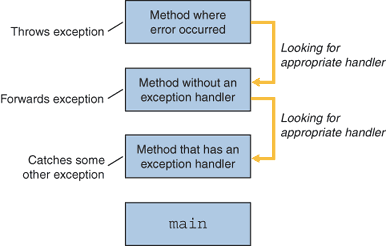 Method where
error occurred
Throws exception
Looking for
appropriate handler
Method without an
exception handler
Forwards exception
Looking for
appropriate handler
Method that has an
exception handler
Catches some
other exception
main